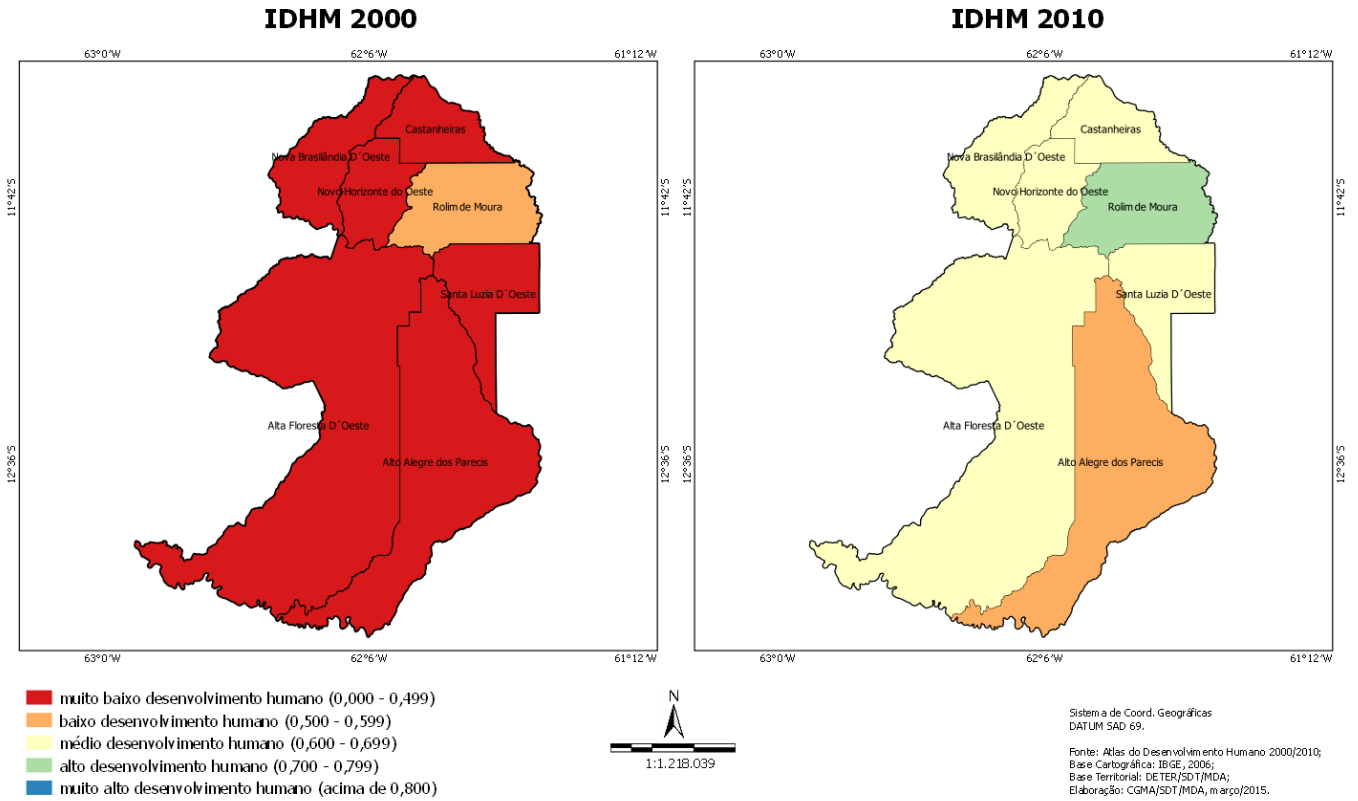 IDHM 2000
IDHM 2010
63°0´W
62°6´W
61°12´W
63°0´W
62°6´W
61°12´W
11°42´S
11°42´S
11°42´S
12°36´S
12°36´S
12°36´S
Castanheiras
Nova Brasilândia D´Oeste
Novo Horizonte do Oeste
Rolim de Moura
Santa Luzia D´Oeste
Alta Floresta D´Oeste
Alto Alegre dos Parecis
Castanheiras
Nova Brasilândia D´Oeste
Novo Horizonte do Oeste
Rolim de Moura
Santa Luzia D´Oeste
Alta Floresta D´Oeste
Alto Alegre dos Parecis
63°0´W
62°6´W
61°12´W
63°0´W
62°6´W
61°12´W
muito baixo desenvolvimento humano (0,000 - 0,499)
baixo desenvolvimento humano (0,500 - 0,599)
médio desenvolvimento humano (0,600 - 0,699)
alto desenvolvimento humano (0,700 - 0,799)
muito alto desenvolvimento humano (acima de 0,800)
N
1:1.218.039
Sistema de Coord. Geográficas
DATUM SAD 69.
Fonte: Atlas do Desenvolvimento Humano 2000/2010;
Base Cartográfica: IBGE, 2006;
Base Territorial: DETER/SDT/MDA;
Elaboração: CGMA/SDT/MDA, março/2015.